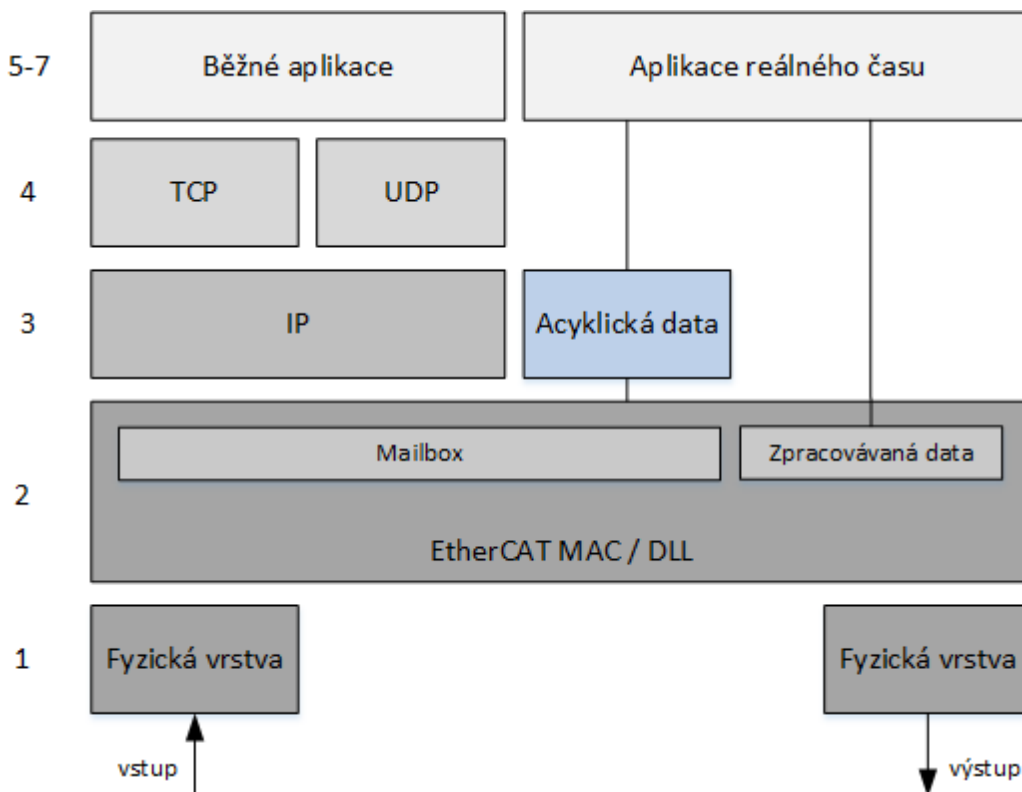 5-7
Běžné aplikace
Aplikace reálného času
4
TCP
UDP
3
IP
Acyklická data
Mailbox
Zpracovávaná data
2
EtherCAT MAC / DLL
1
Fyzická vrstva
Fyzická vrstva
vstup
výstup